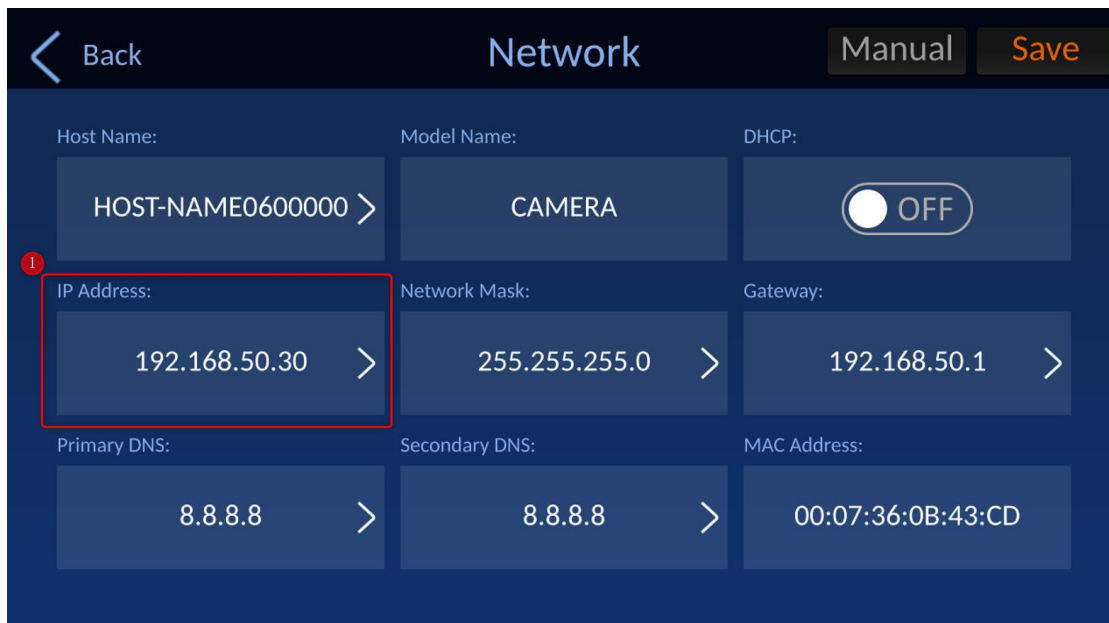 Back
Network
Manual
Save
Host Name:
Model Name:
DHCP:
HOST-NAME0600000
CAMERA
OFF
1
IP Address:
Network Mask:
Gateway:
192.168.50.30
255.255.255.0
192.168.50.1
Primary DNS:
Secondary DNS:
MAC Address:
8.8.8.8
8.8.8.8
00:07:36:0B:43:CD